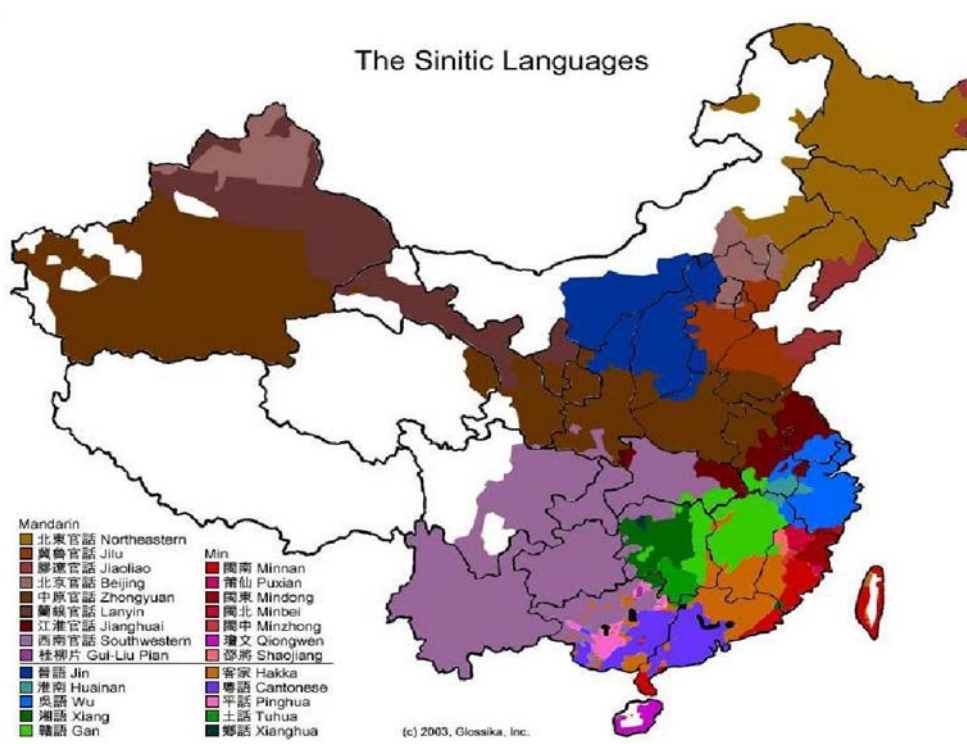 The Sinitic Languages
Mandarin
北東官話 Northeastern
冀魯官話 Jilu
膠遼官話 Jiaoliao
北京官話 Beijing
中原官話 Zhongyuan
蘭銀官話 Lanyin
江淮官話 Jianghuai
西南官話 Southwestern
桂柳片 Gui-Liu Pian
晉語 Jin
淮南 Huainan
吳語 Wu
湘語 Xiang
贛語 Gan
Min
閩南 Minnan
莆仙 Puxian
閩東 Mindong
閩北 Minbei
閩中 Minzhong
瓊文 Qiongwen
邵將 Shaojiang
客家 Hakka
粵語 Cantonese
平話 Pinghua
土話 Tuhua
鄉話 Xianghua
(c) 2003, Glossika, Inc.